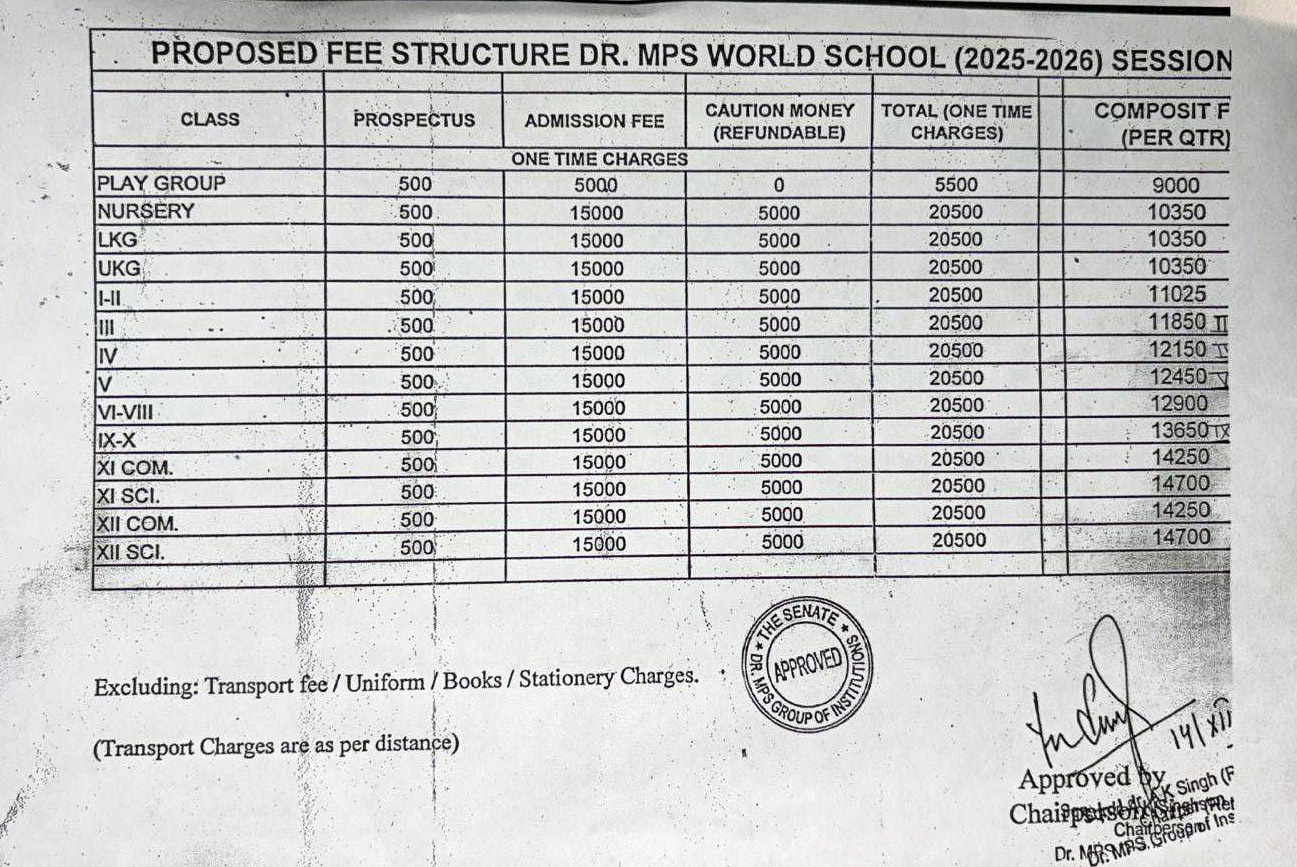 PROPOSED FEE STRUCTURE DR. MPS WORLD SCHOOL (2025-2026) SESSION
CLASS PROSPECTUS ADMISSION FEE CAUTION MONEY (REFUNDABLE) TOTAL (ONE TIME CHARGES) COMPOSIT F (PER QTR)
ONE TIME CHARGES
PLAY GROUP 500 5000 0 5500 9000
NURSERY 500 15000 5000 20500 10350
LKG 500 15000 5000 20500 10350
UKG 500 15000 5000 20500 10350
I-II 500 15000 5000 20500 11025
III 500 15000 5000 20500 11850
IV 500 15000 5000 20500 12150
V 500 15000 5000 20500 12450
VI-VIII 500 15000 5000 20500 12900
IX-X 500 15000 5000 20500 13650 IX
XI COM. 500 15000 5000 20500 14250
XI SCI. 500 15000 5000 20500 14700
XII COM. 500 15000 5000 20500 14250
XII SCI. 500 15000 5000 20500 14700
THE SENATE
APPROVED
DR. MPS GROUP OF INSTITUTIONS
Excluding: Transport fee / Uniform / Books / Stationery Charges.
(Transport Charges are as per distance)
14/XII
Approved by
Chairperson
Singh